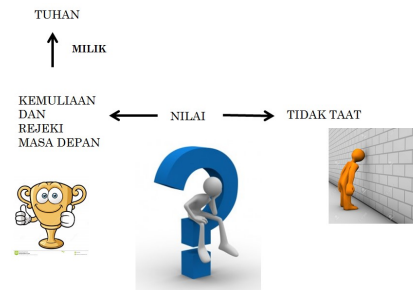 TUHAN
MILIK
KEMULIAAN
DAN
REJEKI
MASA DEPAN
NILAI
TIDAK TAAT